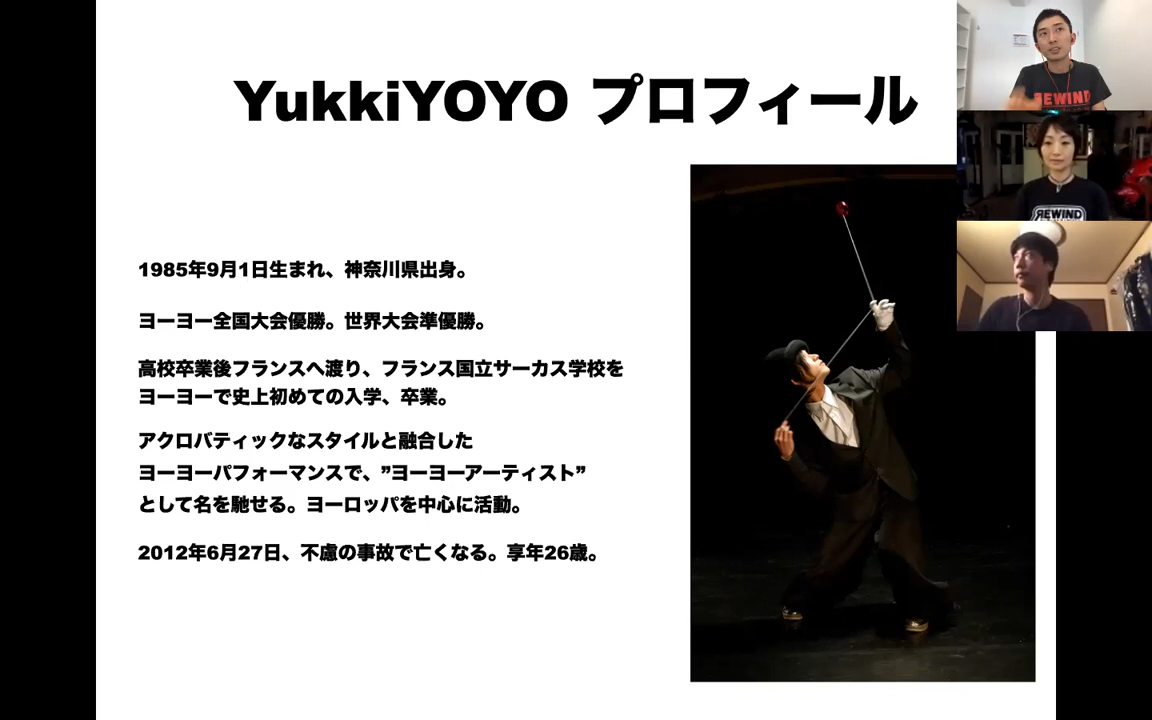 YukkiYOYO プロフィール
1985年9月1日生まれ、神奈川県出身。
ヨーヨー全国大会優勝。世界大会準優勝。
高校卒業後フランスへ渡り、フランス国立サーカス学校を
ヨーヨーで史上初めての入学、卒業。
アクロバティックなスタイルと融合した
ヨーヨーパフォーマンスで、”ヨーヨーアーティスト”
として名を馳せる。ヨーロッパを中心に活動。
2012年6月27日、不慮の事故で亡くなる。享年26歳。
REWIND
REWIND